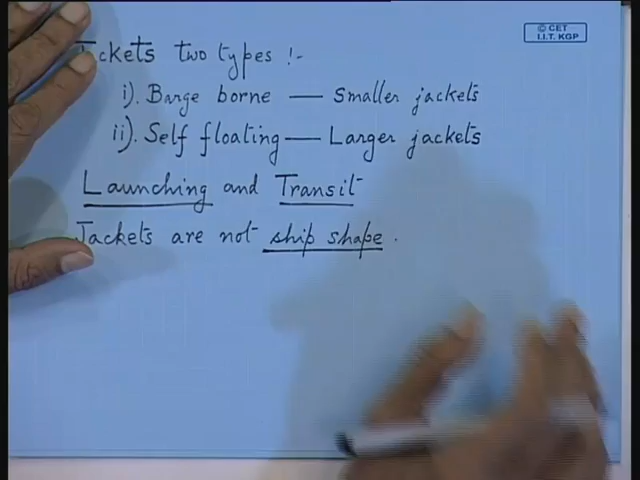 © CET
I.I.T. KGP
Jackets two types :-
i). Barge borne — Smaller jackets
ii). Self floating — Larger jackets
Launching and Transit
Jackets are not ship shape.